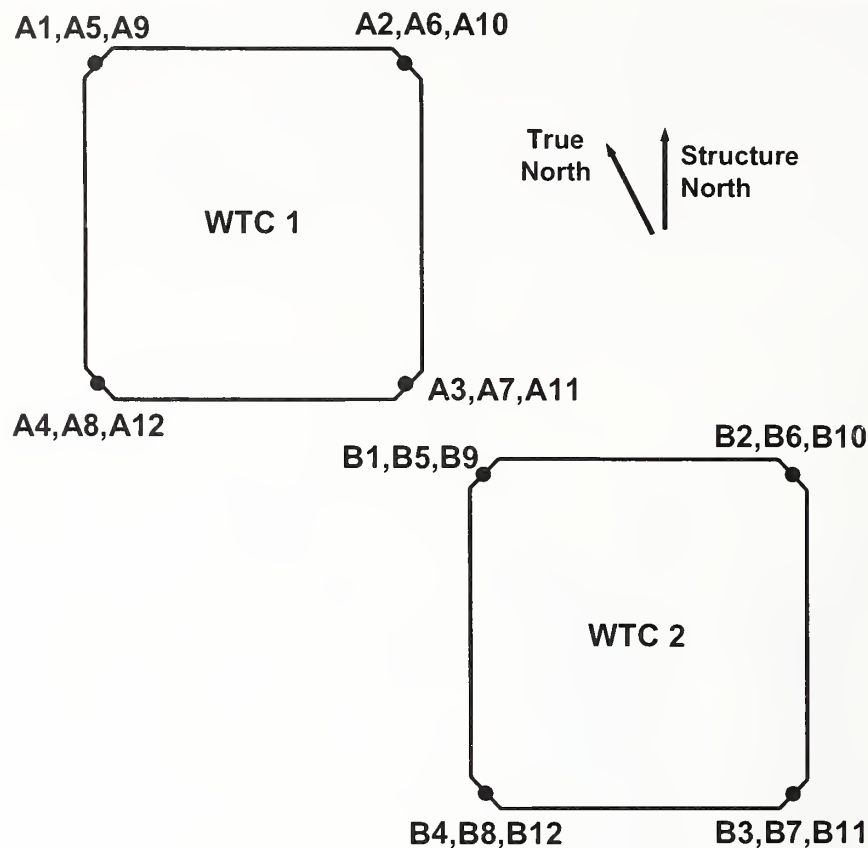 A1,A5,A9
A2,A6,A10
True
North
Structure
North
WTC 1
A4,A8,A12
A3,A7,A11
B1,B5,B9
B2,B6,B10
WTC 2
B4,B8,B12
B3,B7,B11